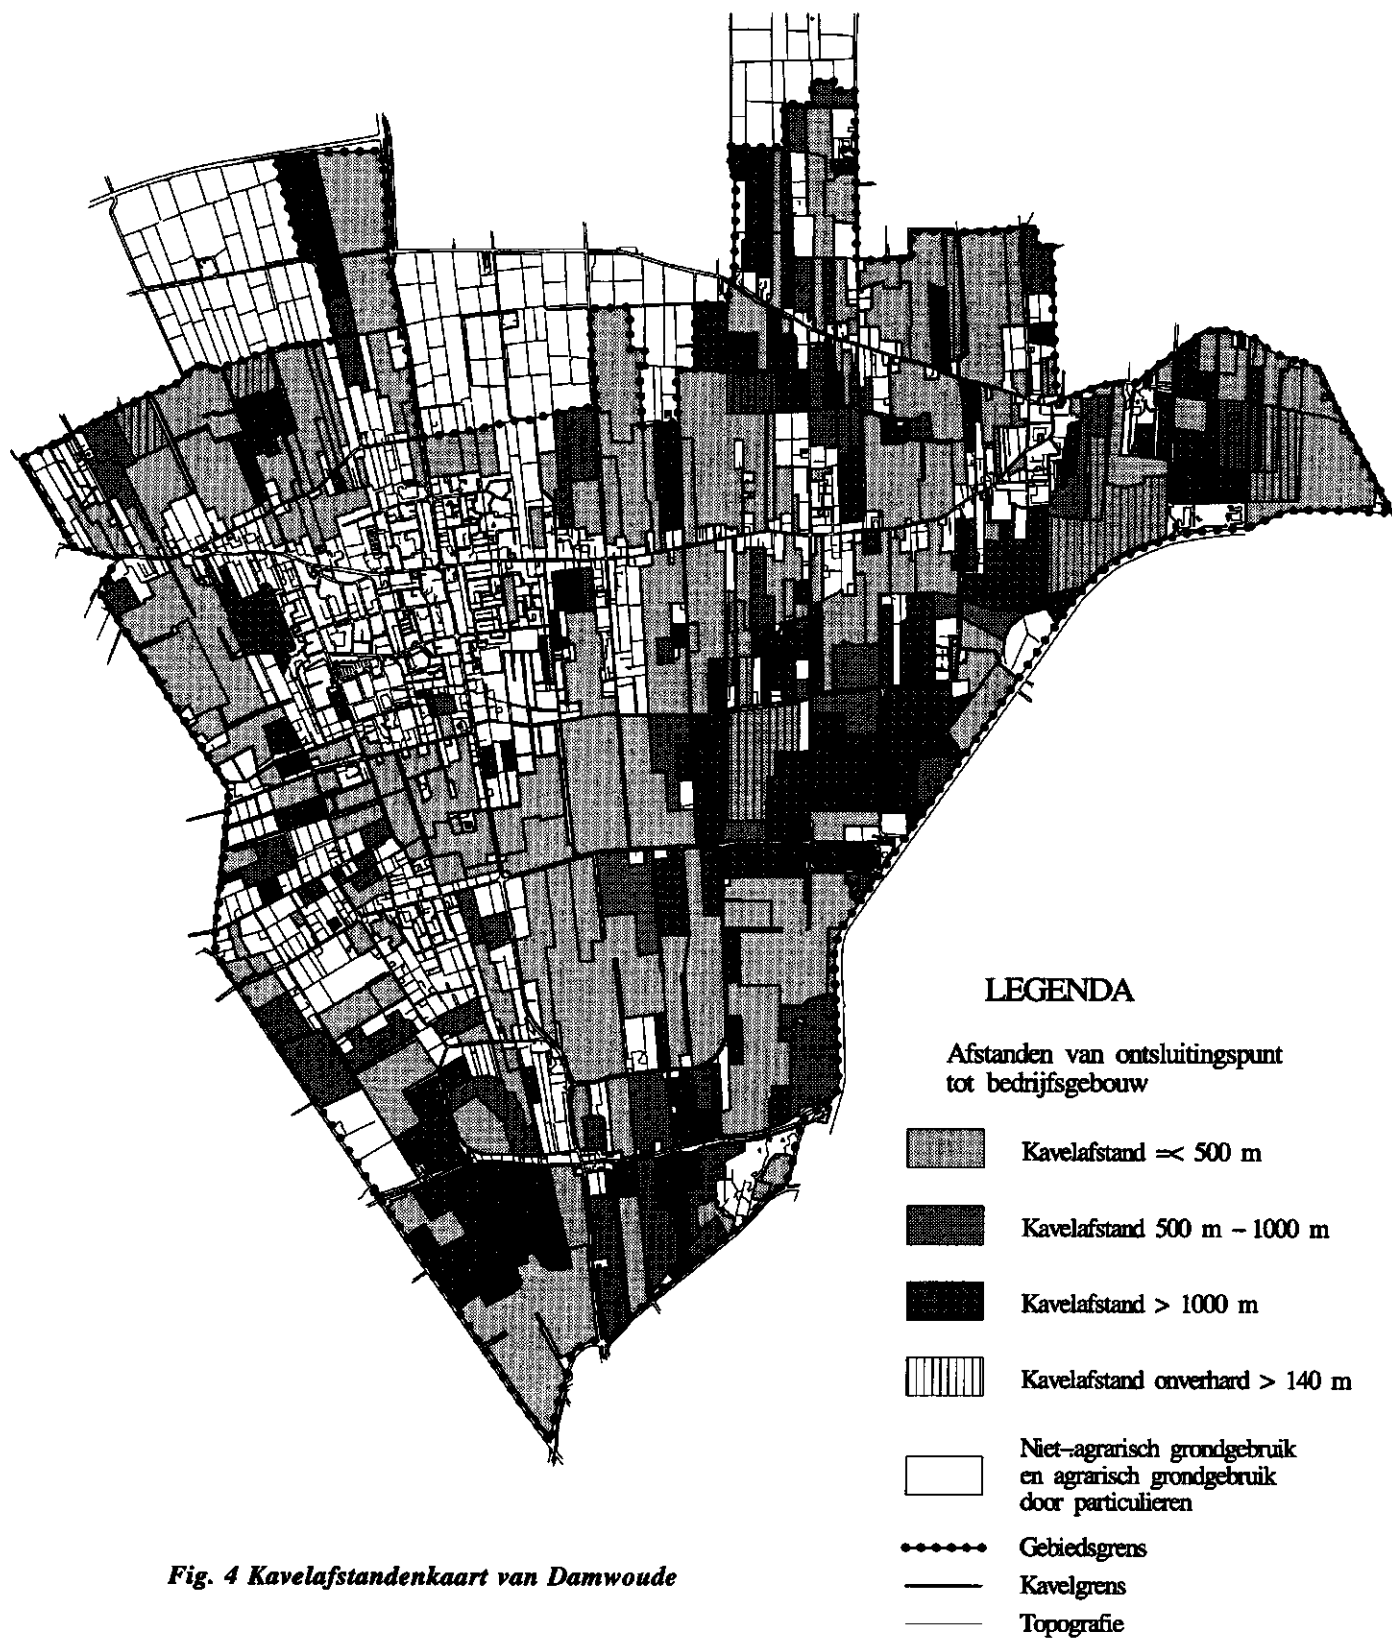 LEGENDA
Afstanden van ontsluitingspunt
tot bedrijfsgebouw
Kavelafstand =< 500 m
Kavelafstand 500 m - 1000 m
Kavelafstand > 1000 m
Kavelafstand onverhard > 140 m
Niet-agrarisch grondgebruik
en agrarisch grondgebruik
door particulieren
Gebiedsgrens
Kavelgrens
Topografie
Fig. 4 Kavelafstandenkaart van Damwoude